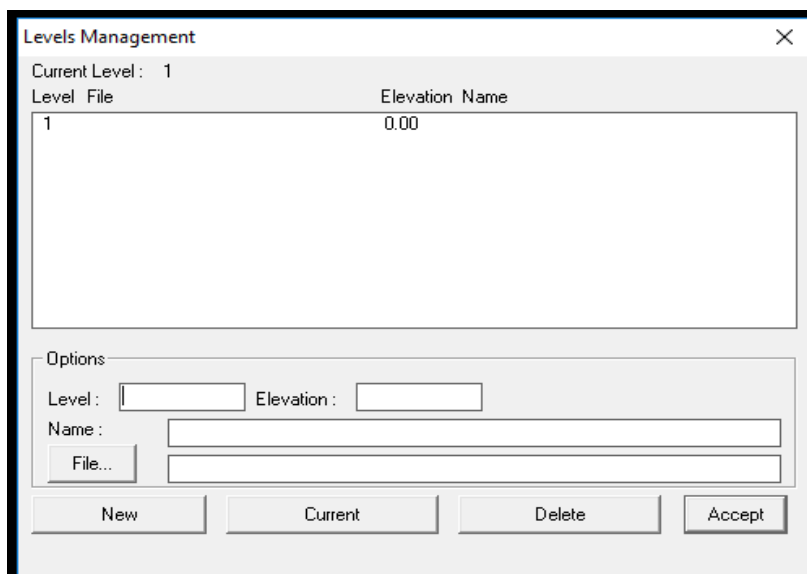 Levels Management
Current Level : 1
Level File Elevation Name
1 0.00
Options
Level : Elevation :
Name :
File...
New Current Delete Accept